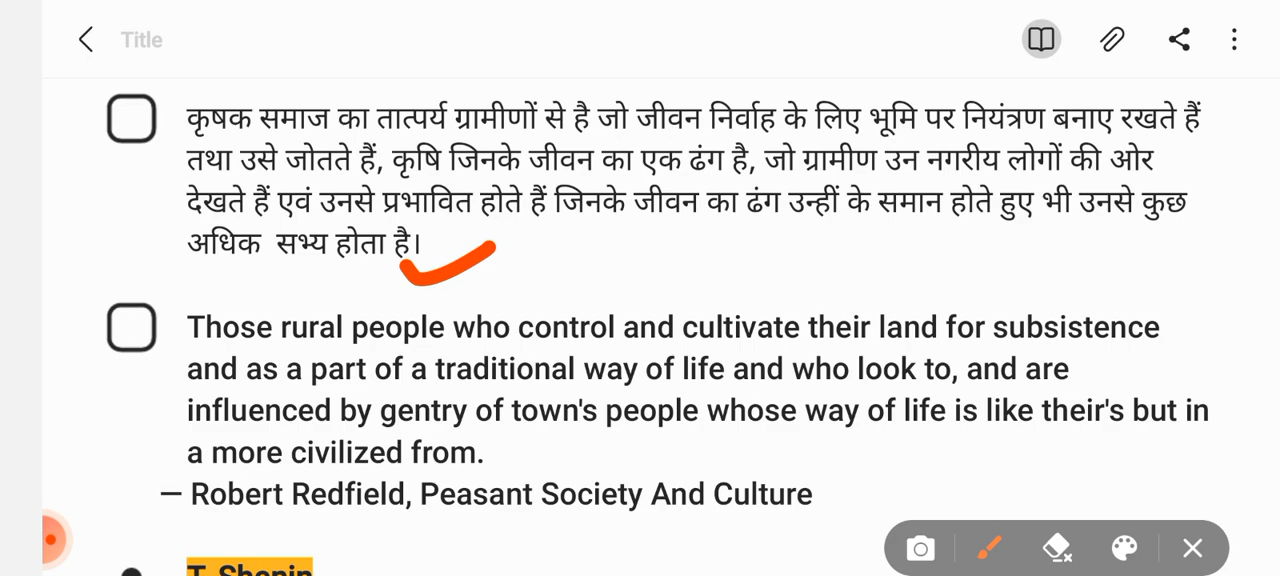 Title
कृषक समाज का तात्पर्य ग्रामीणों से है जो जीवन निर्वाह के लिए भूमि पर नियंत्रण बनाए रखते हैं
तथा उसे जोतते हैं, कृषि जिनके जीवन का एक ढंग है, जो ग्रामीण उन नगरीय लोगों की ओर
देखते हैं एवं उनसे प्रभावित होते हैं जिनके जीवन का ढंग उन्हीं के समान होते हुए भी उनसे कुछ
अधिक सभ्य होता है।
Those rural people who control and cultivate their land for subsistence
and as a part of a traditional way of life and who look to, and are
influenced by gentry of town's people whose way of life is like their's but in
a more civilized from.
– Robert Redfield, Peasant Society And Culture
T. Shanin